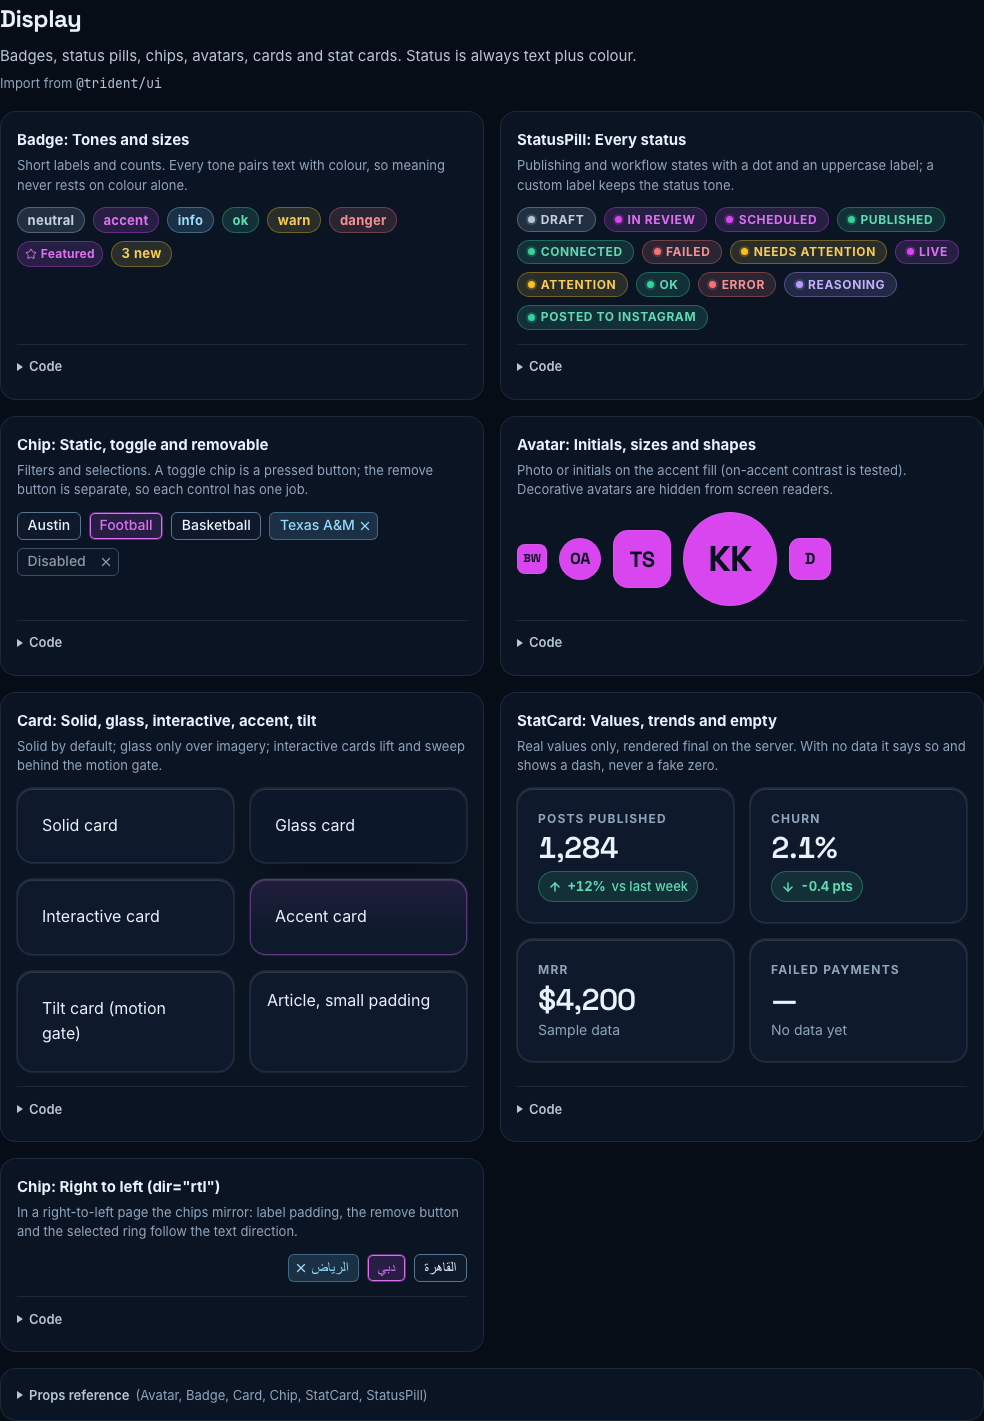 Display
Badges, status pills, chips, avatars, cards and stat cards. Status is always text plus colour.
Import from @trident/ui
Badge: Tones and sizes
Short labels and counts. Every tone pairs text with colour, so meaning
never rests on colour alone.
neutral accent info ok warn danger
Featured 3 new
Code
StatusPill: Every status
Publishing and workflow states with a dot and an uppercase label; a
custom label keeps the status tone.
DRAFT IN REVIEW SCHEDULED PUBLISHED
CONNECTED FAILED NEEDS ATTENTION LIVE
ATTENTION OK ERROR REASONING
POSTED TO INSTAGRAM
Code
Chip: Static, toggle and removable
Filters and selections. A toggle chip is a pressed button; the remove
button is separate, so each control has one job.
Austin Football Basketball Texas A&M ×
Disabled ×
Code
Avatar: Initials, sizes and shapes
Photo or initials on the accent fill (on-accent contrast is tested).
Decorative avatars are hidden from screen readers.
BW OA TS KK D
Code
Card: Solid, glass, interactive, accent, tilt
Solid by default; glass only over imagery; interactive cards lift and sweep
behind the motion gate.
Solid card
Glass card
Interactive card
Accent card
Tilt card (motion
gate)
Article, small padding
Code
StatCard: Values, trends and empty
Real values only, rendered final on the server. With no data it says so and
shows a dash, never a fake zero.
POSTS PUBLISHED
1,284
↑ +12% vs last week
CHURN
2.1%
↓ -0.4 pts
MRR
$4,200
Sample data
FAILED PAYMENTS
—
No data yet
Code
Chip: Right to left (dir="rtl")
In a right-to-left page the chips mirror: label padding, the remove button
and the selected ring follow the text direction.
القاهرة دبي الرياض ×
Code
Props reference (Avatar, Badge, Card, Chip, StatCard, StatusPill)